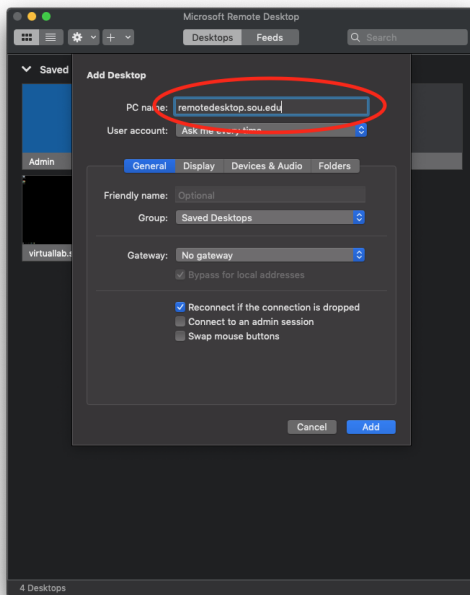 Microsoft Remote Desktop
Desktops Feeds
Search
Saved
Add Desktop
PC name: remotedesktop.sou.edu
User account: Ask me every time
Admin
General Display Devices & Audio Folders
Friendly name: Optional
Group: Saved Desktops
virtuallab.s
Gateway: No gateway
Bypass for local addresses
Reconnect if the connection is dropped
Connect to an admin session
Swap mouse buttons
Cancel Add
4 Desktops